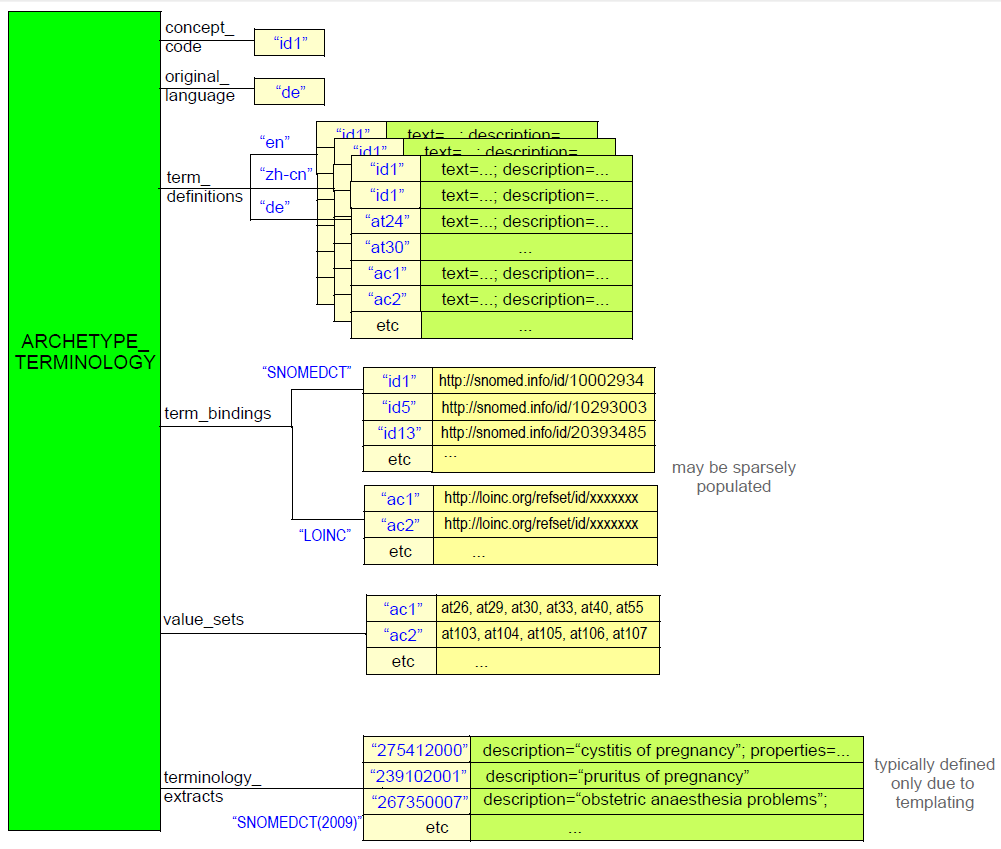 concept_
code
“id1”
original_
language
“de”
ARCHETYPE_
TERMINOLOGY
term_
definitions
“en”
“zh-cn”
“de”
“id1” text=...; description=
“id1” text=...; description=
“id1” text=...; description=...
“id1” text=...; description=...
“at24” text=...; description=...
“at30” ...
“ac1” text=...; description=...
“ac2” text=...; description=...
etc ...
term_bindings
“SNOMEDCT”
“id1” http://snomed.info/id/10002934
“id5” http://snomed.info/id/10293003
“id13” http://snomed.info/id/20393485
etc ...
may be sparsely
populated
“LOINC”
“ac1” http://loinc.org/refset/id/xxxxxxx
“ac2” http://loinc.org/refset/id/xxxxxxx
etc ...
value_sets
“ac1” at26, at29, at30, at33, at40, at55
“ac2” at103, at104, at105, at106, at107
etc ...
terminology_
extracts
“SNOMEDCT(2009)”
“275412000” description=“cystitis of pregnancy”; properties=...
“239102001” description=“pruritus of pregnancy”
“267350007” description=“obstetric anaesthesia problems”;
etc ...
typically defined
only due to
templating